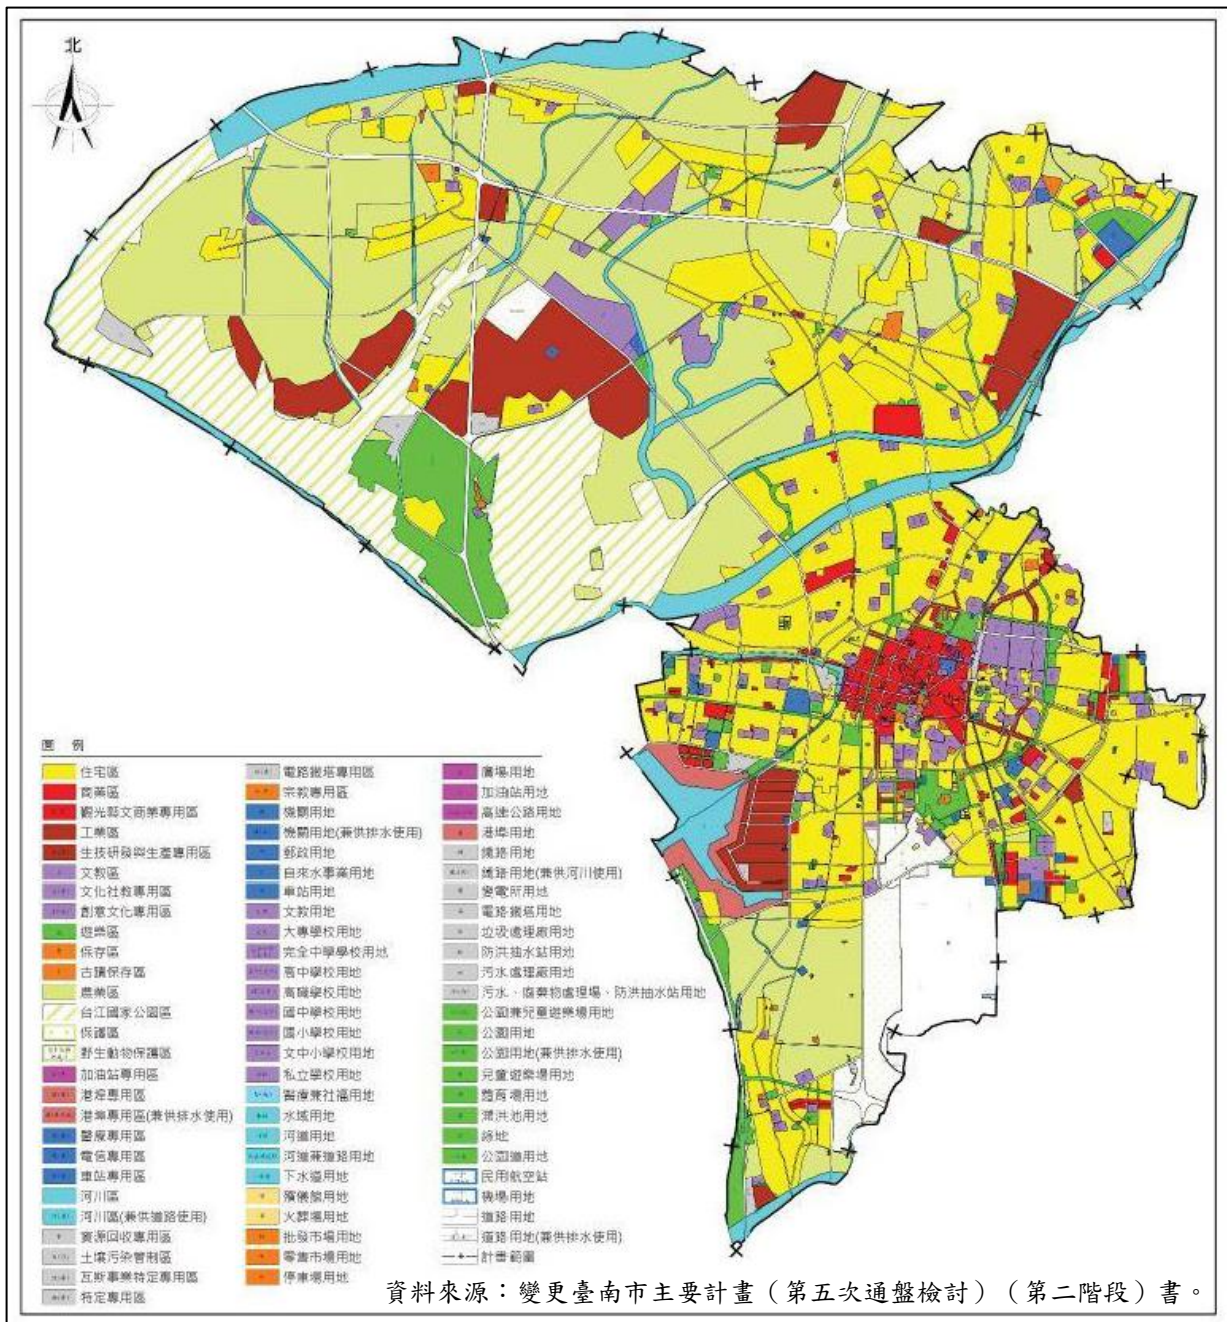 北
圖 例
住宅區
商業區
觀光藝文商業專用區
工業區
生技研發與生產專用區
文教區
文化社教專用區
創意文化專用區
遊樂區
保存區
古蹟保存區
農業區
台江國家公園區
保護區
野生動物保護區
加油站專用區
港埠專用區
港埠專用區(兼供排水使用)
醫療專用區
電信專用區
車站專用區
河川區
河川區(兼供道路使用)
資源回收專用區
土壤污染管制區
瓦斯事業特定專用區
特定專用區
電路鐵塔專用區
宗教專用區
機關用地
機關用地(兼供排水使用)
郵政用地
自來水事業用地
車站用地
文教用地
大專學校用地
完全中學學校用地
高中學校用地
高職學校用地
國中學校用地
國小學校用地
文中小學校用地
私立學校用地
醫療兼社福用地
水域用地
河道用地
河道兼道路用地
下水道用地
殯儀館用地
火葬場用地
批發市場用地
零售市場用地
停車場用地
廣場用地
加油站用地
高速公路用地
港埠用地
鐵路用地
鐵路用地(兼供河川使用)
變電所用地
電路鐵塔用地
垃圾處理廠用地
防洪抽水站用地
污水處理廠用地
污水、廢棄物處理場、防洪抽水站用地
公園兼兒童遊樂場用地
公園用地
公園用地(兼供排水使用)
兒童遊樂場用地
體育場用地
滯洪池用地
綠地
公園道用地
民用航空站
機場用地
道路用地
道路用地(兼供排水使用)
計畫範圍
資料來源：變更臺南市主要計畫（第五次通盤檢討）（第二階段）書。